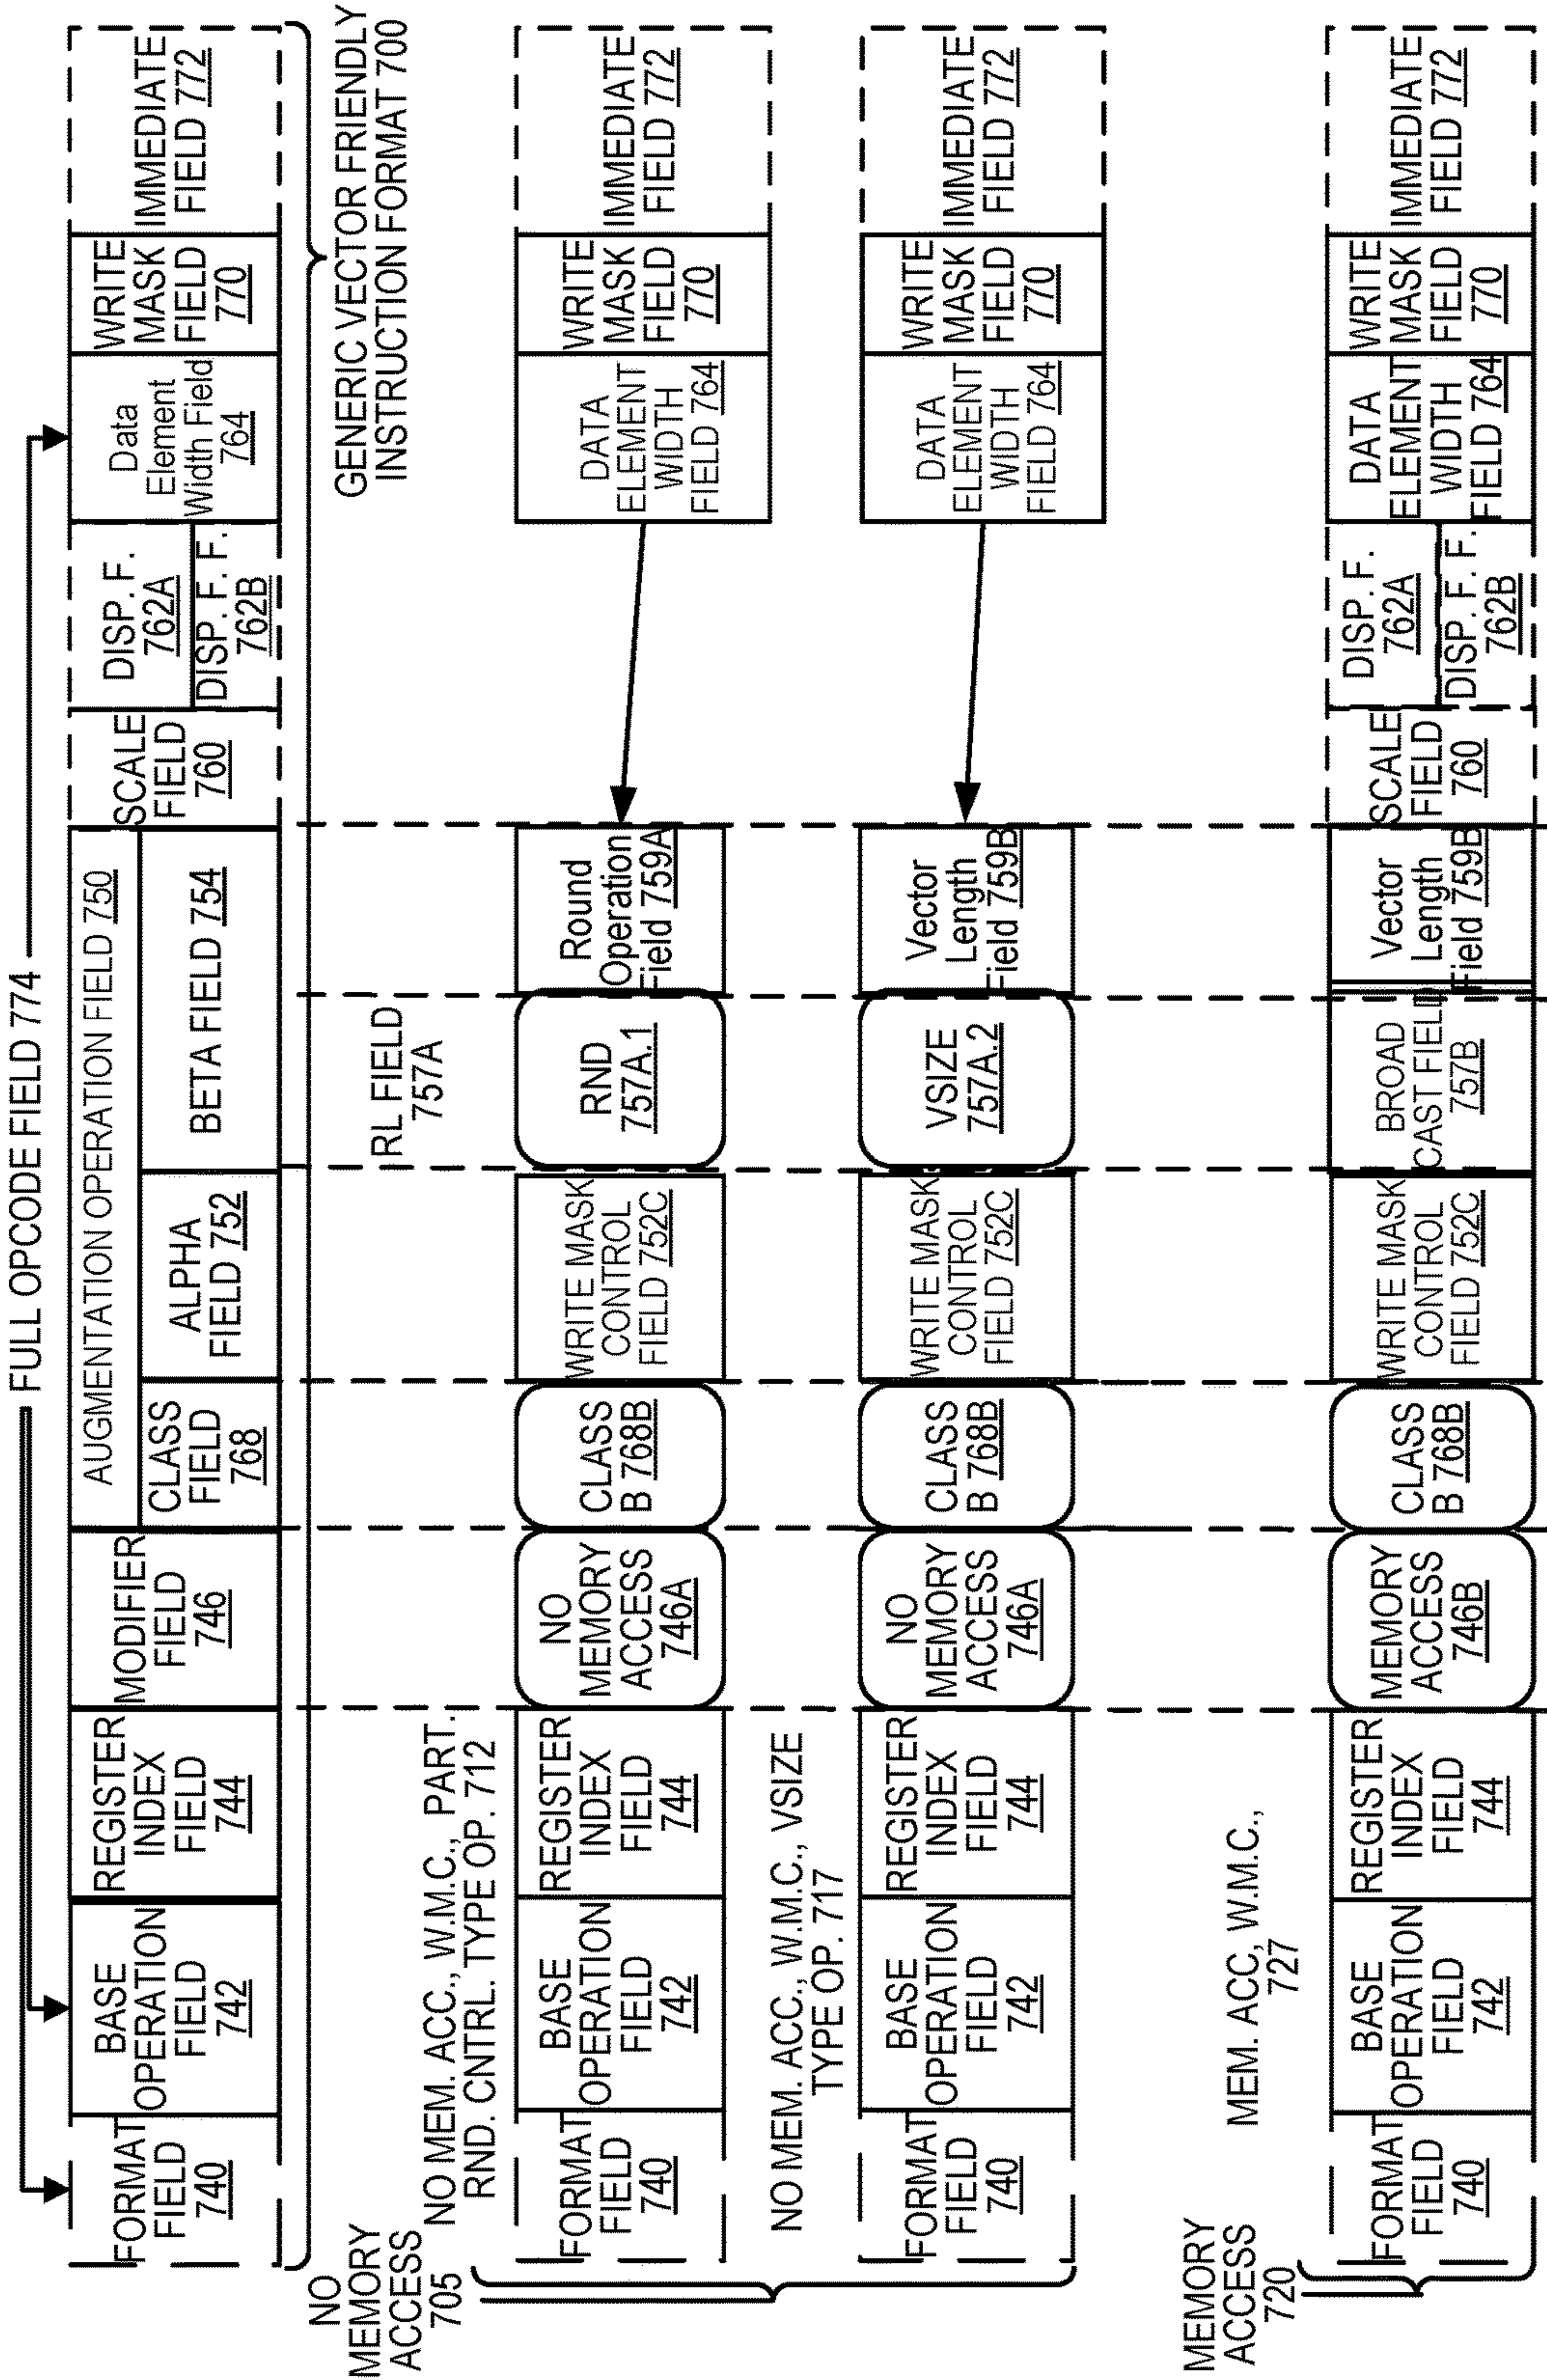 FULL OPCODE FIELD 774
FORMAT
FIELD
740
BASE
OPERATION
FIELD
742
REGISTER
INDEX
FIELD
744
MODIFIER
FIELD
746
AUGMENTATION OPERATION FIELD 750
CLASS
FIELD
768
ALPHA
FIELD 752
BETA FIELD 754
SCALE
FIELD
760
DISP. F.
762A
DISP. F. F.
762B
Data
Element
Width Field
764
WRITE
MASK
FIELD
770
IMMEDIATE
FIELD 772
GENERIC VECTOR FRIENDLY
INSTRUCTION FORMAT 700
NO
MEMORY
ACCESS
705
NO MEM. ACC., W.M.C., PART.
RND. CNTRL. TYPE OP. 712
RL FIELD
757A
FORMAT
FIELD
740
BASE
OPERATION
FIELD
742
REGISTER
INDEX
FIELD
744
NO
MEMORY
ACCESS
746A
CLASS
B 768B
WRITE MASK
CONTROL
FIELD 752C
RND
757A.1
Round
Operation
Field 759A
DATA
ELEMENT
WIDTH
FIELD 764
WRITE
MASK
FIELD
770
IMMEDIATE
FIELD 772
NO MEM. ACC., W.M.C., VSIZE
TYPE OP. 717
FORMAT
FIELD
740
BASE
OPERATION
FIELD
742
REGISTER
INDEX
FIELD
744
NO
MEMORY
ACCESS
746A
CLASS
B 768B
WRITE MASK
CONTROL
FIELD 752C
VSIZE
757A.2
Vector
Length
Field 759B
DATA
ELEMENT
WIDTH
FIELD 764
WRITE
MASK
FIELD
770
IMMEDIATE
FIELD 772
MEMORY
ACCESS
720
MEM. ACC, W.M.C.,
727
FORMAT
FIELD
740
BASE
OPERATION
FIELD
742
REGISTER
INDEX
FIELD
744
MEMORY
ACCESS
746B
CLASS
B 768B
WRITE MASK
CONTROL
FIELD 752C
BROAD
CAST FIELD
757B
Vector
Length
Field 759B
SCALE
FIELD
760
DISP. F.
762A
DISP. F. F.
762B
DATA
ELEMENT
WIDTH
FIELD 764
WRITE
MASK
FIELD
770
IMMEDIATE
FIELD 772